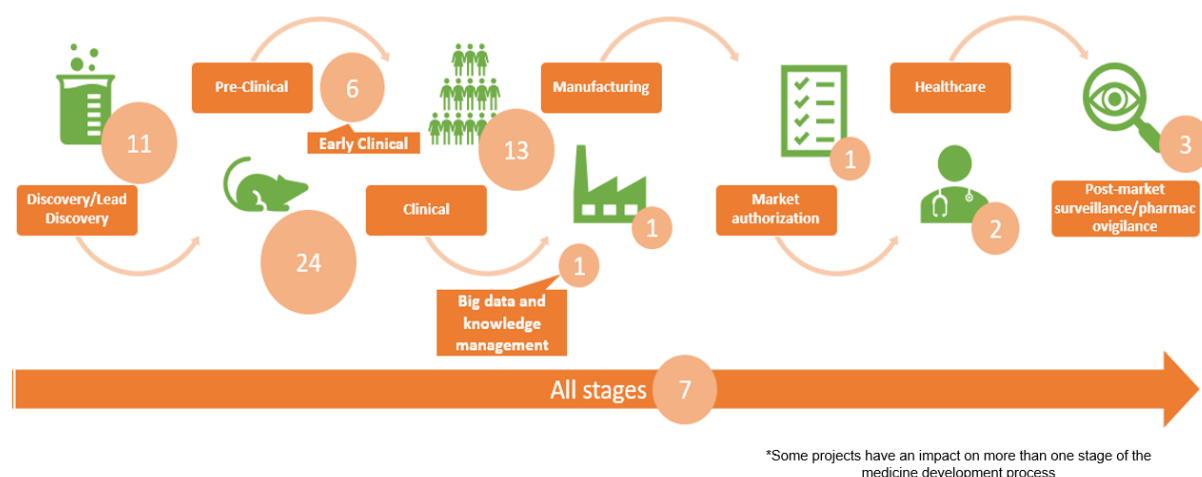 Pre-Clinical
6
Early Clinical
Manufacturing
Healthcare
11
13
1
3
Discovery/Lead
Discovery
Clinical
Market
authorization
Post-market
surveillance/pharmac
ovigilance
24
1
2
1
Big data and
knowledge
management
All stages 7
*Some projects have an impact on more than one stage of the
medicine development process